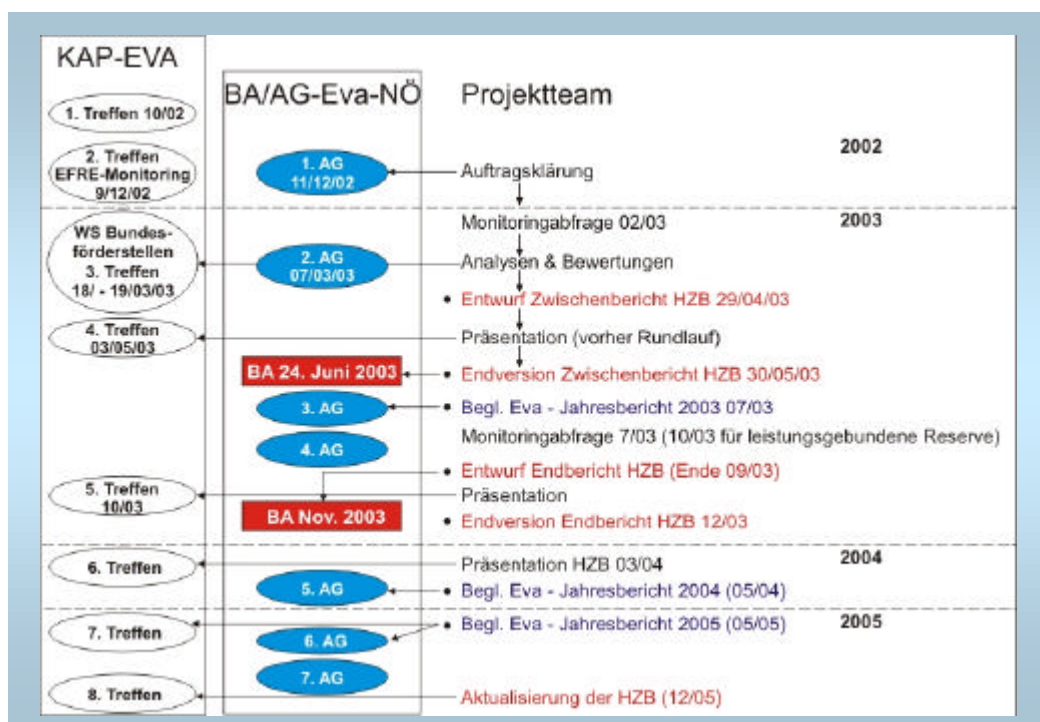 KAP-EVA
BA/AG-Eva-NÖ
Projektteam
1. Treffen 10/02
2002
2. Treffen
EFRE-Monitoring
9/12/02
1. AG
11/12/02
Auftragsklärung
Monitoringabfrage 02/03
2003
WS Bundes-
förderstellen
3. Treffen
18/ - 19/03/03
2. AG
07/03/03
Analysen & Bewertungen
• Entwurf Zwischenbericht HZB 29/04/03
4. Treffen
03/05/03
Präsentation (vorher Rundlauf)
BA 24. Juni 2003
• Endversion Zwischenbericht HZB 30/05/03
3. AG
• Begl. Eva - Jahresbericht 2003 07/03
4. AG
Monitoringabfrage 7/03 (10/03 für leistungsgebundene Reserve)
• Entwurf Endbericht HZB (Ende 09/03)
5. Treffen
10/03
• Präsentation
BA Nov. 2003
• Endversion Endbericht HZB 12/03
6. Treffen
Präsentation HZB 03/04
2004
5. AG
• Begl. Eva - Jahresbericht 2004 (05/04)
7. Treffen
• Begl. Eva - Jahresbericht 2005 (05/05)
2005
6. AG
7. AG
8. Treffen
Aktualisierung der HZB (12/05)